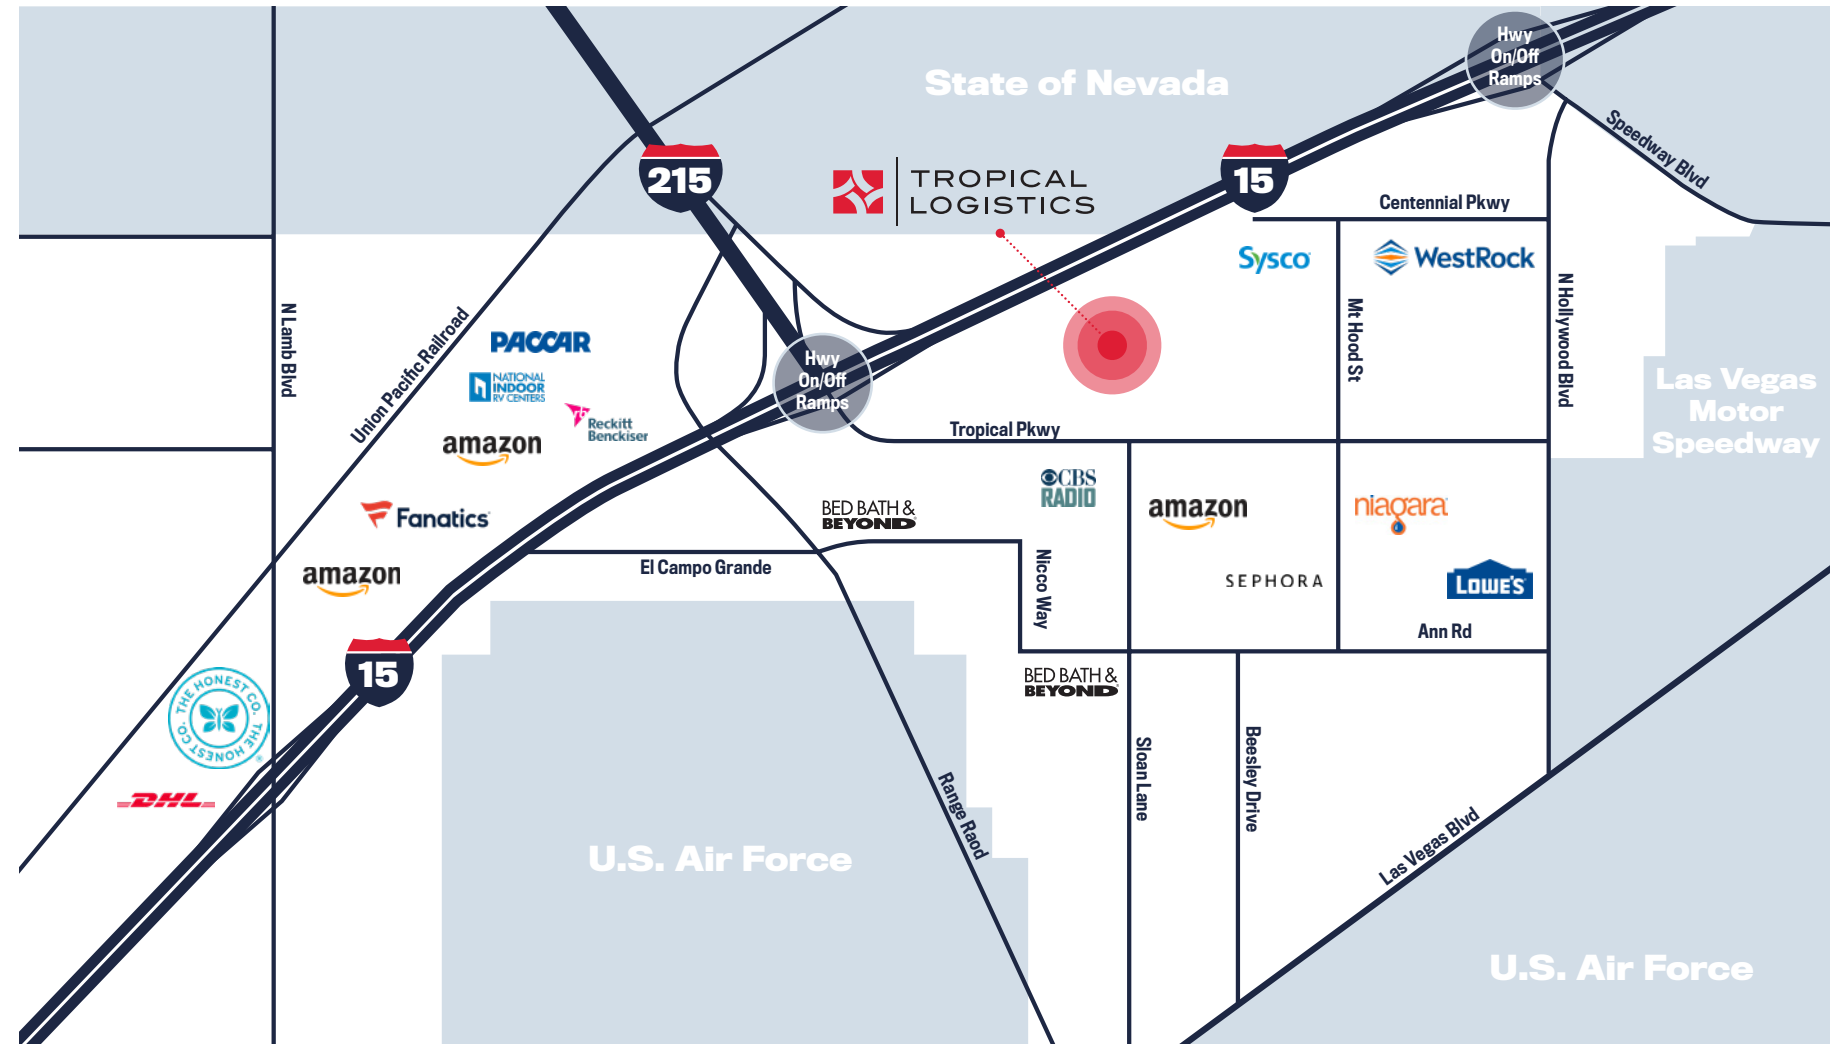 Hwy
On/Off
Ramps
State of Nevada
Speedway Blvd
215
TROPICAL
LOGISTICS
15
Centennial Pkwy
Sysco
WestRock
N Lamb Blvd
Union Pacific Railroad
PACCAR
NATIONAL
INDOOR
RV CENTERS
Reckitt
Benckiser
amazon
Hwy
On/Off
Ramps
Mt Hood St
N Hollywood Blvd
Las Vegas
Motor
Speedway
Tropical Pkwy
Fanatics
BED BATH &
BEYOND
CBS
RADIO
amazon
niagara
amazon
El Campo Grande
Nicco Way
SEPHORA
LOWE'S
Ann Rd
15
THE HONEST CO. THE HONEST CO.
DHL
BED BATH &
BEYOND
Sloan Lane
Beesley Drive
Range Raod
Las Vegas Blvd
U.S. Air Force
U.S. Air Force